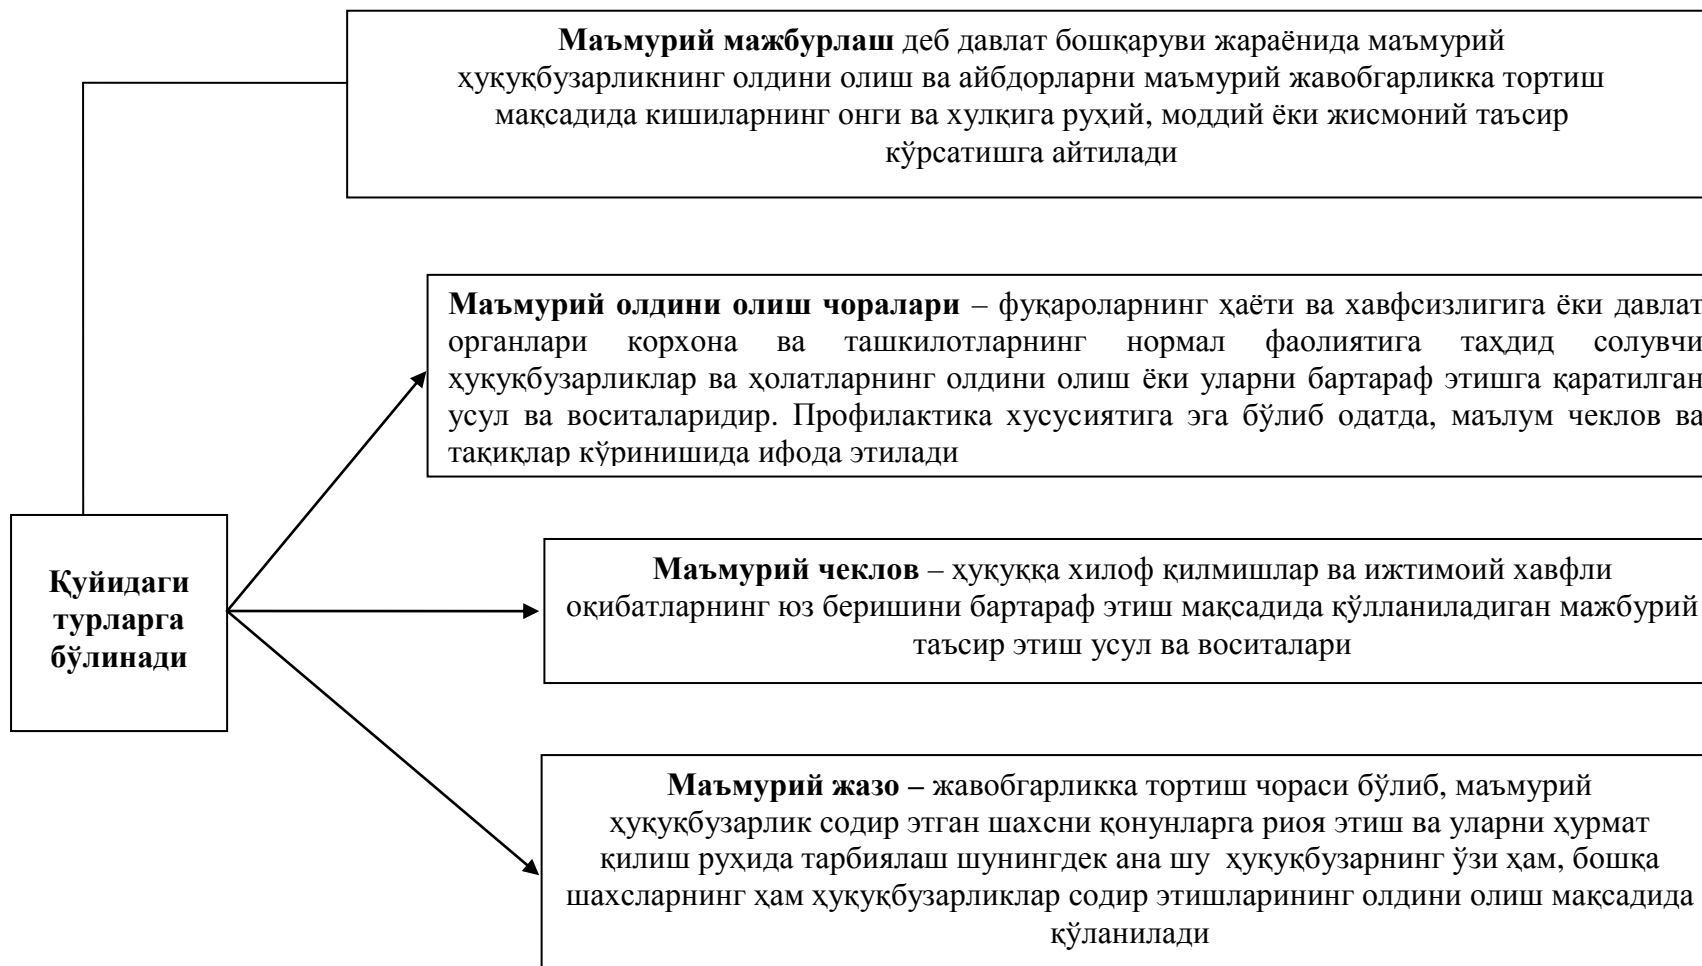 Маъмурий мажбурлаш деб давлат бошқаруви жараёнида маъмурий
ҳуқуқбузарликнинг олдини олиш ва айбдорларни маъмурий жавобгарликка тортиш
мақсадида кишиларнинг онги ва хулқига руҳий, моддий ёки жисмоний таъсир
кўрсатишга айтилади
Маъмурий олдини олиш чоралари – фуқароларнинг ҳаёти ва хавфсизлигига ёки давлат
органлари корхона ва ташкилотларнинг нормал фаолиятига таҳдид солувчи
ҳуқуқбузарликлар ва ҳолатларнинг олдини олиш ёки уларни бартараф этишга қаратилган
усул ва воситаларидир. Профилактика хусусиятига эга бўлиб одатда, маълум чеклов ва
тақиқлар кўринишида ифода этилади
Қуйидаги
турларга
бўлинади
Маъмурий чеклов – ҳуқуққа хилоф қилмишлар ва ижтимоий хавфли
оқибатларнинг юз беришини бартараф этиш мақсадида қўлланиладиган мажбурий
таъсир этиш усул ва воситалари
Маъмурий жазо – жавобгарликка тортиш чораси бўлиб, маъмурий
ҳуқуқбузарлик содир этган шахсни қонунларга риоя этиш ва уларни ҳурмат
қилиш руҳида тарбиялаш шунингдек ана шу ҳуқуқбузарнинг ўзи ҳам, бошқа
шахсларнинг ҳам ҳуқуқбузарликлар содир этишларининг олдини олиш мақсадида
қўланилади